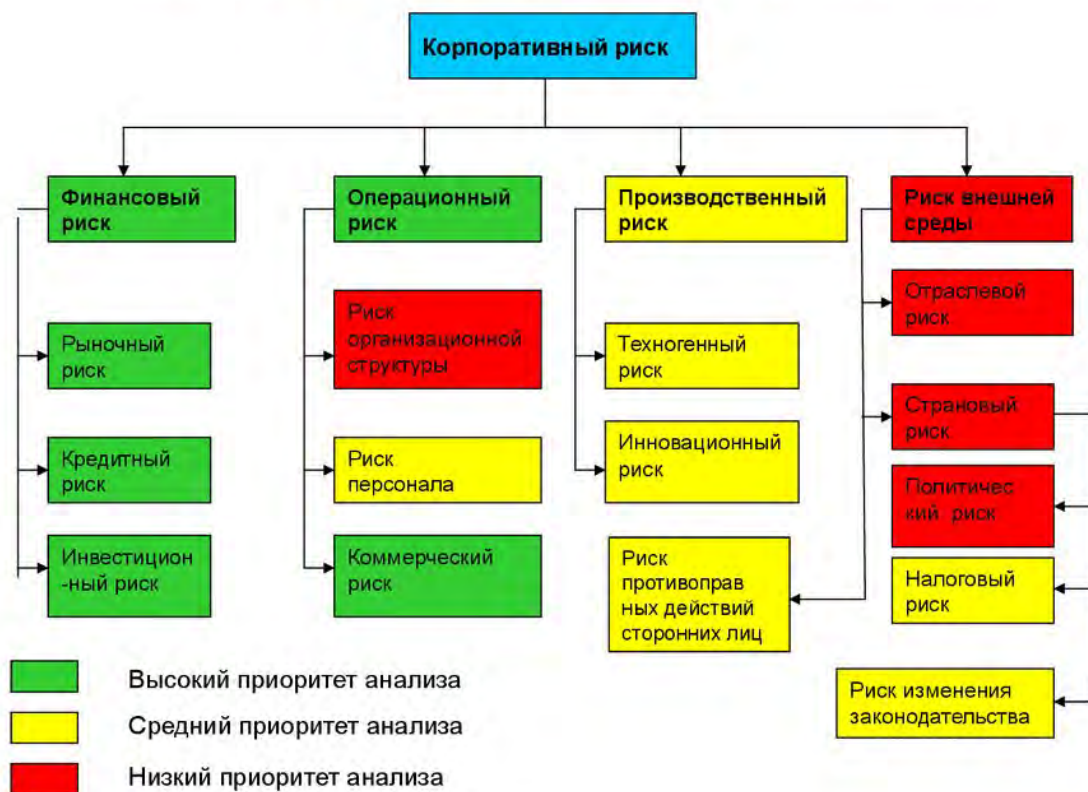 Корпоративный риск
Финансовый
риск
Операционный
риск
Производственный
риск
Риск внешней
среды
Рыночный
риск
Кредитный
риск
Инвестицион
-ный риск
Риск
организационной
структуры
Риск
персонала
Коммерческий
риск
Техногенный
риск
Инновационный
риск
Риск
противоправ
ных действий
сторонних лиц
Отраслевой
риск
Страновый
риск
Политичес
кий риск
Налоговый
риск
Риск изменения
законодательства
Высокий приоритет анализа
Средний приоритет анализа
Низкий приоритет анализа